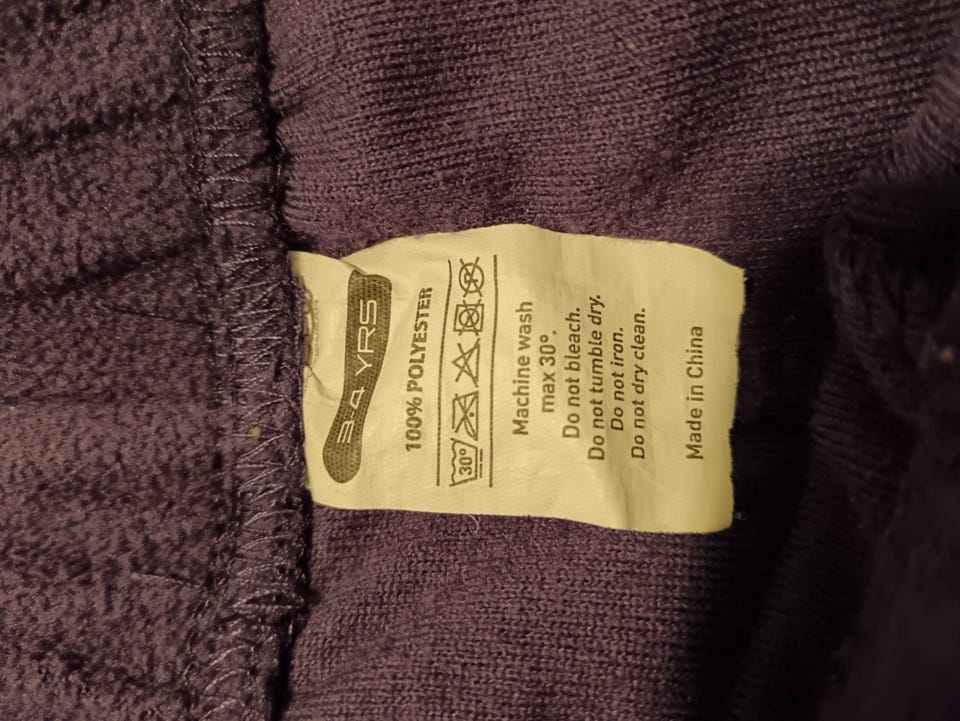 3-4 YRS
100% POLYESTER
30°
P
Machine wash
max 30°.
Do not bleach.
Do not tumble dry.
Do not iron.
Do not dry clean.
Made in China